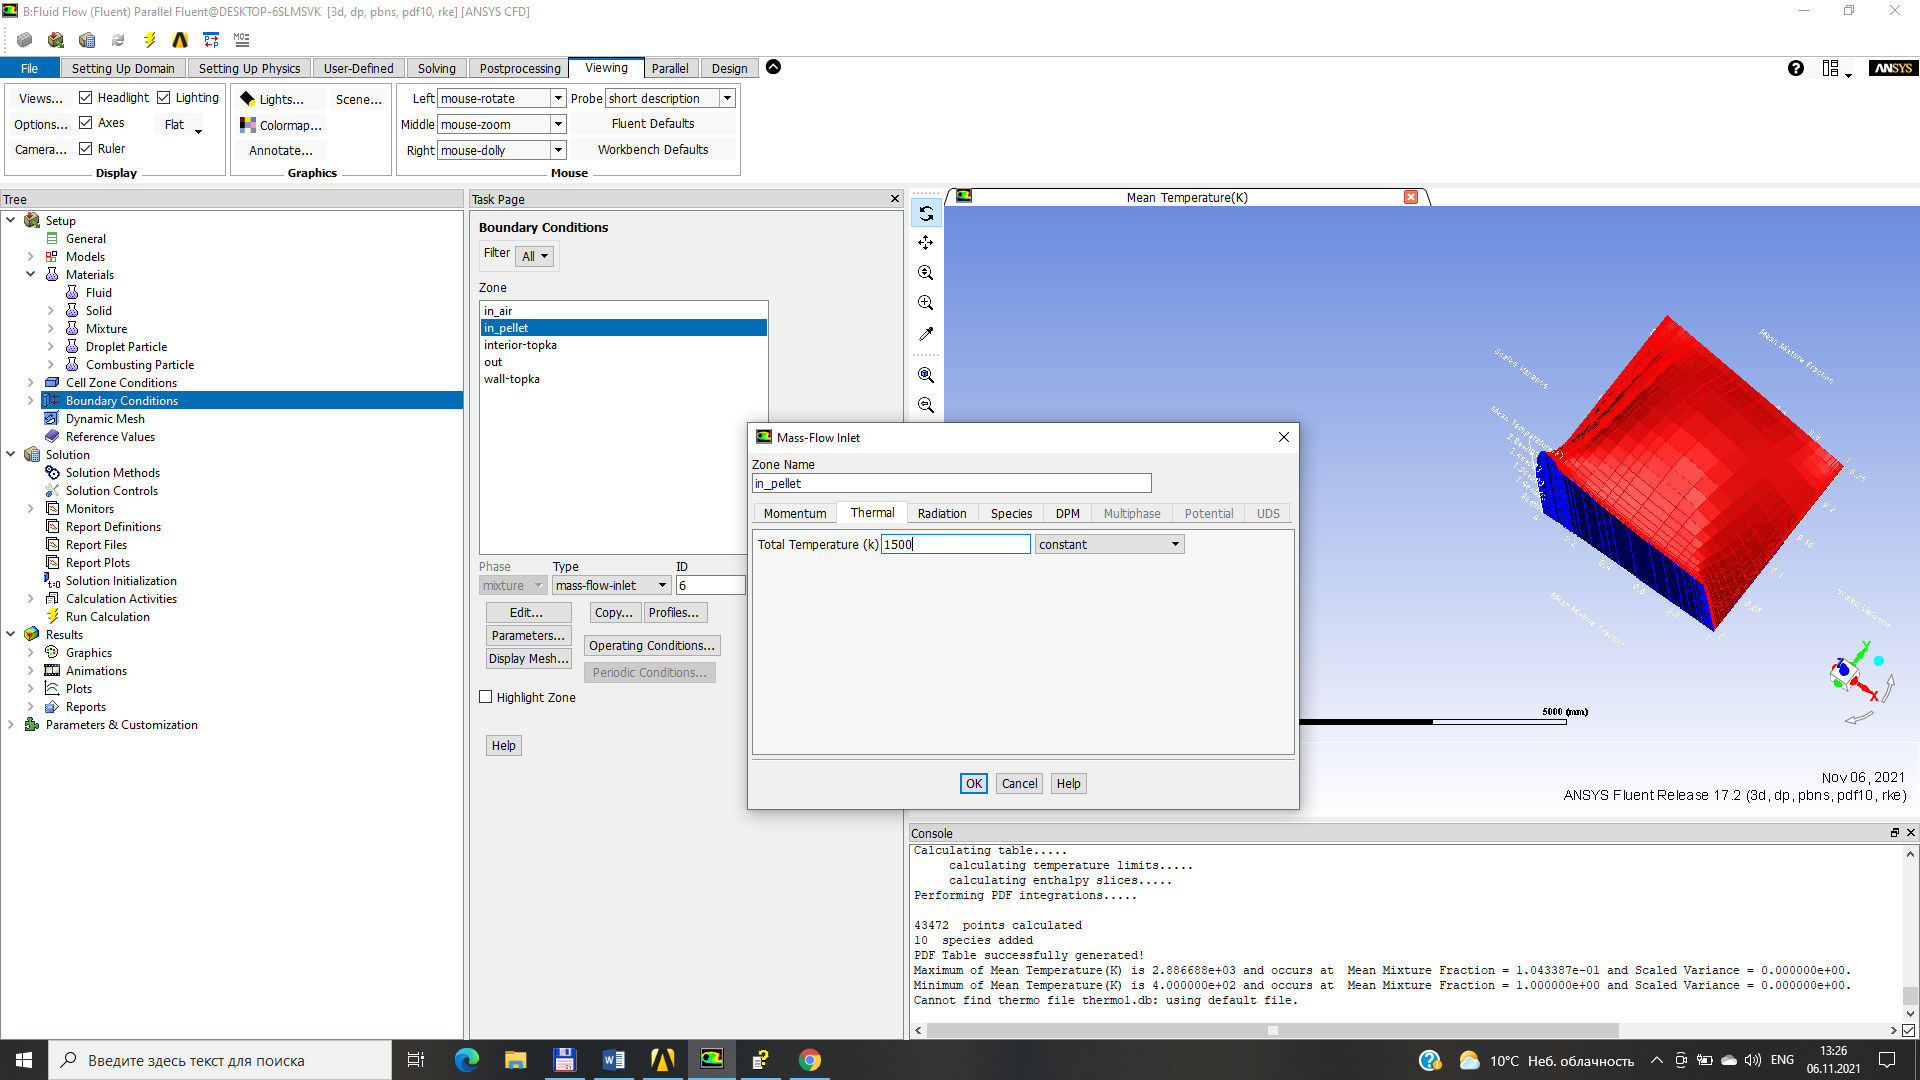 B:Fluid Flow (Fluent) Parallel Fluent@DESKTOP-6SLMSVK [3d, dp, pbns, pdf10, rke] [ANSYS CFD]
File Setting Up Domain Setting Up Physics User-Defined Solving Postprocessing Viewing Parallel Design ANSYS
Views... Headlight Lighting Lights... Scene... Left mouse-rotate Probe short description
Options... Axes Flat Colormap... Middle mouse-zoom Fluent Defaults
Camera... Ruler Annotate... Right mouse-dolly Workbench Defaults
Display Graphics Mouse
Tree
Setup
General
Models
Materials
Fluid
Solid
Mixture
Droplet Particle
Combusting Particle
Cell Zone Conditions
Boundary Conditions
Dynamic Mesh
Reference Values
Solution
Solution Methods
Solution Controls
Monitors
Report Definitions
Report Files
Report Plots
Solution Initialization
Calculation Activities
Run Calculation
Results
Graphics
Animations
Plots
Reports
Parameters & Customization
Task Page
Boundary Conditions
Filter All
Zone
in_air
in_pellet
interior-topka
out
wall-topka
Phase Type ID
mixture mass-flow-inlet 6
Edit... Copy... Profiles...
Parameters... Operating Conditions...
Display Mesh... Periodic Conditions...
Highlight Zone
Help
Mean Temperature(K)
Scaled Variance
Mean Mixture Fraction
Mean Mixture Fraction
Scaled Variance
Z Y X
5000 (mm)
Nov 06, 2021
ANSYS Fluent Release 17.2 (3d, dp, pbns, pdf10, rke)
Mass-Flow Inlet
Zone Name
in_pellet
Momentum Thermal Radiation Species DPM Multiphase Potential UDS
Total Temperature (k) 1500 constant
OK Cancel Help
Console
Calculating table.....
calculating temperature limits.....
calculating enthalpy slices.....
Performing PDF integrations.....
43472 points calculated
10 species added
PDF Table successfully generated!
Maximum of Mean Temperature(K) is 2.886688e+03 and occurs at Mean Mixture Fraction = 1.043387e-01 and Scaled Variance = 0.000000e+00.
Minimum of Mean Temperature(K) is 4.000000e+02 and occurs at Mean Mixture Fraction = 1.000000e+00 and Scaled Variance = 0.000000e+00.
Cannot find thermo file thermol.db: using default file.
Введите здесь текст для поиска
10°C Неб. облачность ENG 13:26
06.11.2021